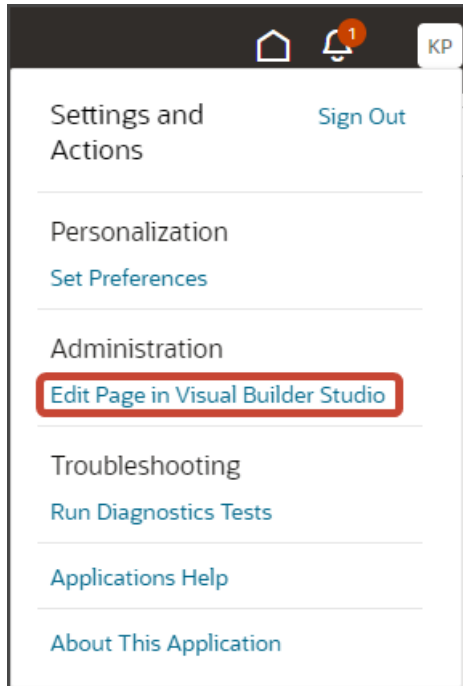 1
KP
Settings and Sign Out
Actions
Personalization
Set Preferences
Administration
Edit Page in Visual Builder Studio
Troubleshooting
Run Diagnostics Tests
Applications Help
About This Application